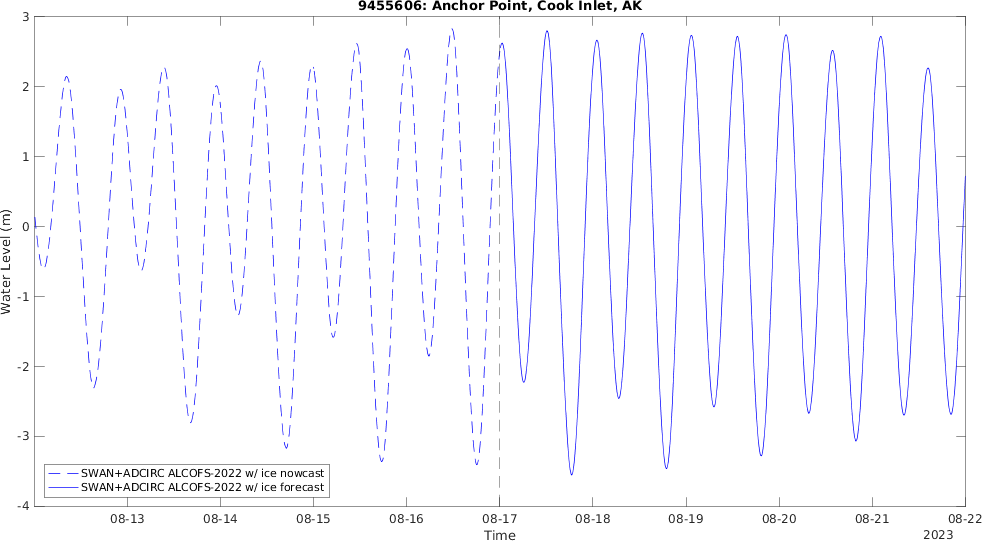 9455606: Anchor Point, Cook Inlet, AK
3
2
1
0
-1
-2
-3
-4
Water Level (m)
SWAN+ADCIRC ALCOFS-2022 w/ ice nowcast
SWAN+ADCIRC ALCOFS-2022 w/ ice forecast
08-13 08-14 08-15 08-16 08-17 08-18 08-19 08-20 08-21 08-22
Time
2023